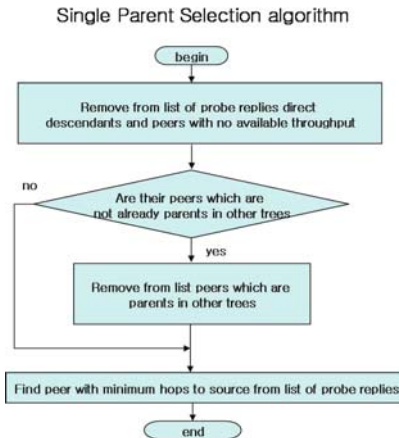 Single Parent Selection algorithm
begin
Remove from list of probe replies direct
descendants and peers with no available throughput
no
Are their peers which are
not already parents in other trees
yes
Remove from list peers which are
parents in other trees
Find peer with minimum hops to source from list of probe replies
end